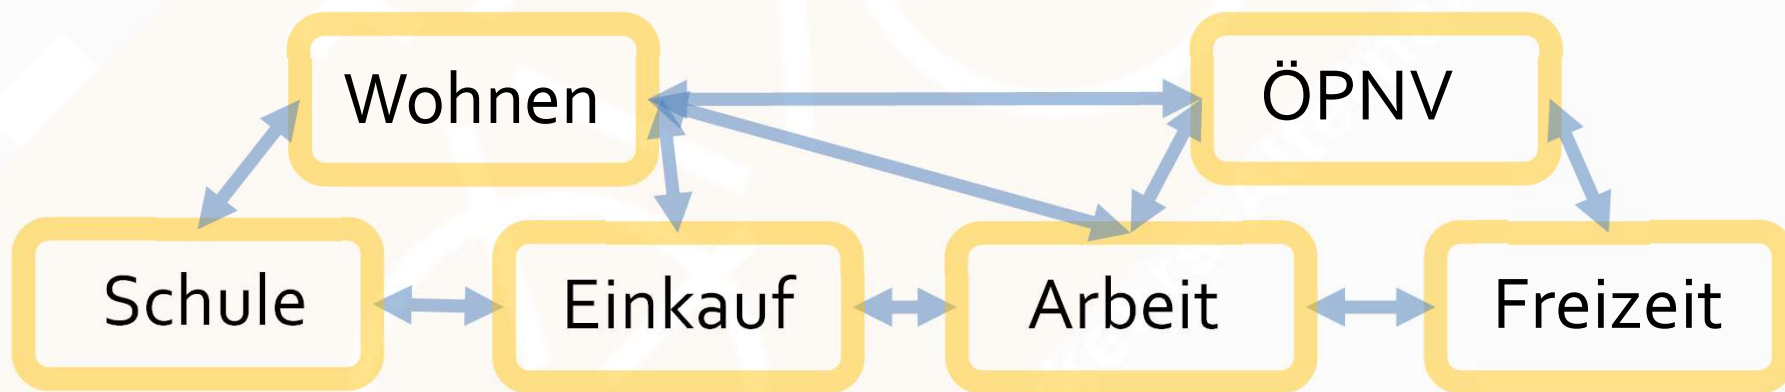 Wohnen
ÖPNV
Schule
Einkauf
Arbeit
Freizeit